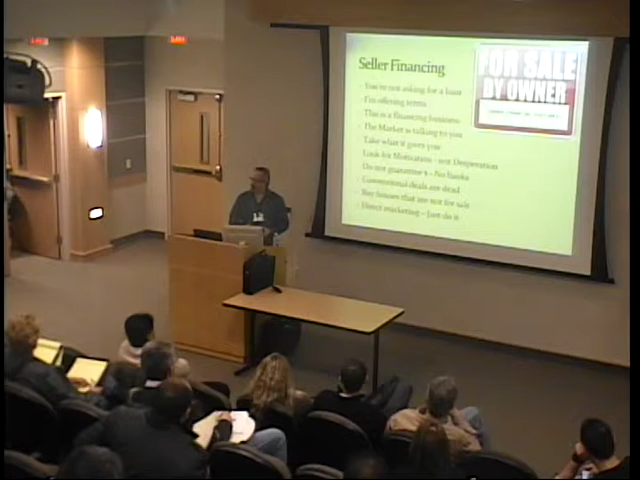 Seller Financing
FOR SALE
BY OWNER
You're not asking for a loan
I'm offering terms
This is a financing business
The Market is talking to you
Take what it gives you
Look for Motivation - not Desperation
Do not guarantee - No banks
Conventional deals are dead
Buy houses that are not for sale
Direct marketing - Just do it